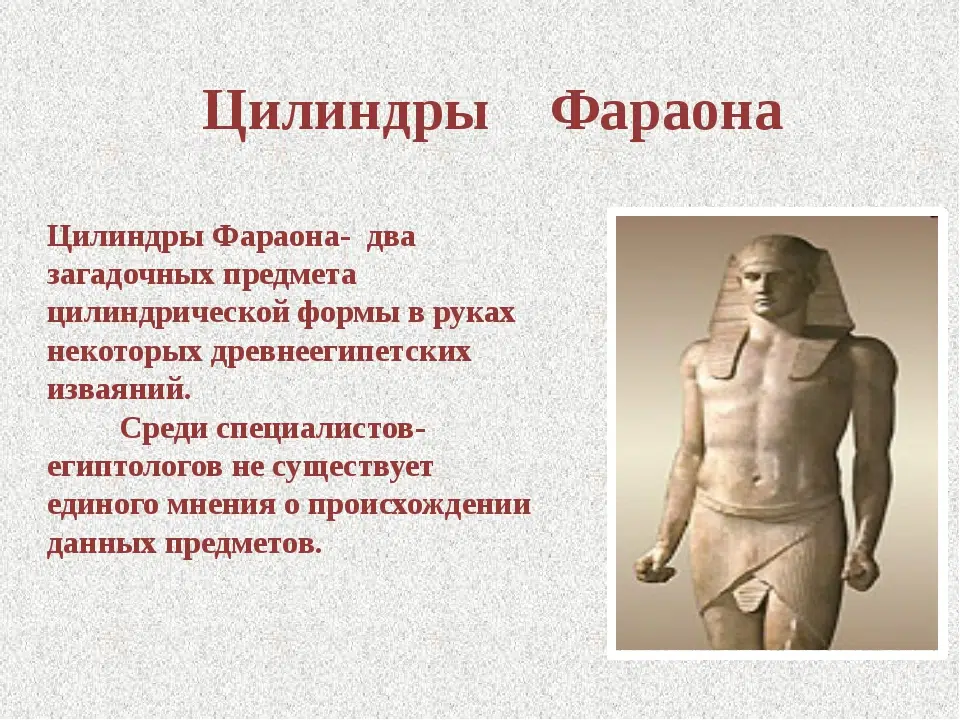 Цилиндры Фараона
Цилиндры Фараона- два
загадочных предмета
цилиндрической формы в руках
некоторых древнеегипетских
изваяний.
Среди специалистов-
египтологов не существует
единого мнения о происхождении
данных предметов.